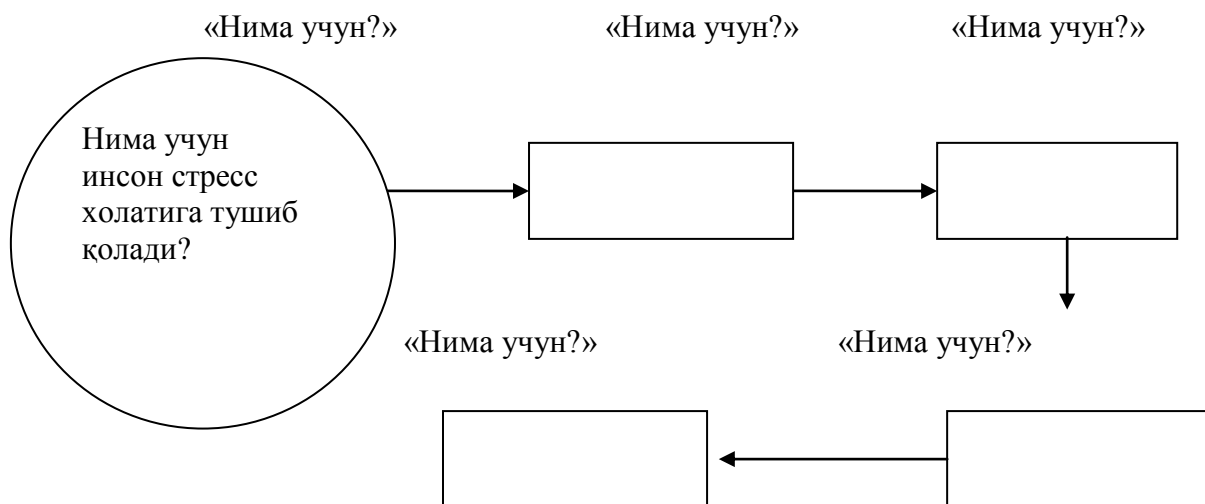 «Нима учун?» «Нима учун?» «Нима учун?»
Нима учун
инсон стресс
холатига тушиб
қолади?
«Нима учун?» «Нима учун?»